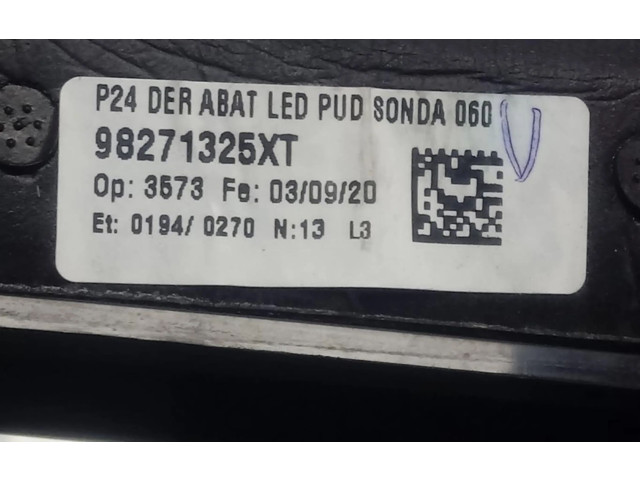 P24 DER ABAT LED PUD SONDA 060
98271325XT
Op: 3573 Fe: 03/09/20
Et: 0194/ 0270 N:13 L3